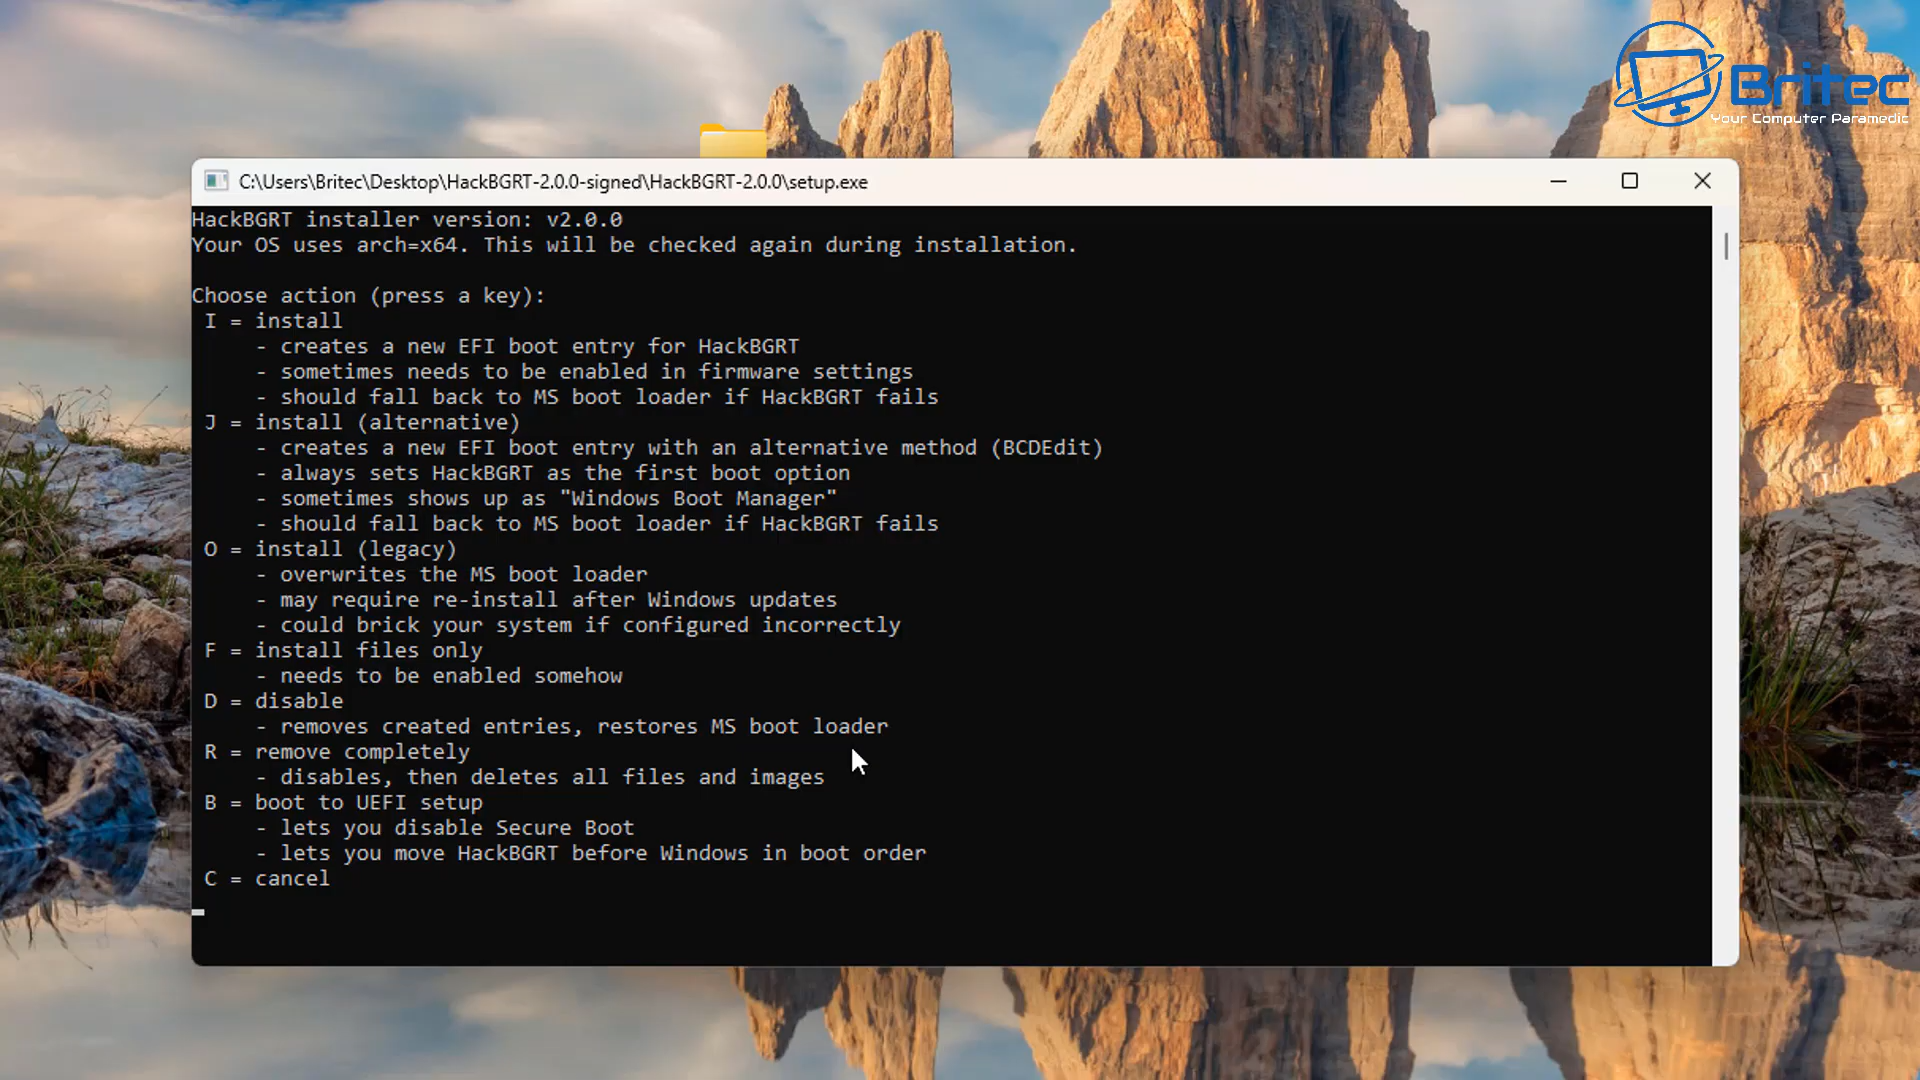 Britec
Your Computer Paramedic
C:\Users\Britec\Desktop\HackBGRT-2.0.0-signed\HackBGRT-2.0.0\setup.exe
HackBGRT installer version: v2.0.0
Your OS uses arch=x64. This will be checked again during installation.
Choose action (press a key):
I = install
- creates a new EFI boot entry for HackBGRT
- sometimes needs to be enabled in firmware settings
- should fall back to MS boot loader if HackBGRT fails
J = install (alternative)
- creates a new EFI boot entry with an alternative method (BCDEdit)
- always sets HackBGRT as the first boot option
- sometimes shows up as "Windows Boot Manager"
- should fall back to MS boot loader if HackBGRT fails
O = install (legacy)
- overwrites the MS boot loader
- may require re-install after Windows updates
- could brick your system if configured incorrectly
F = install files only
- needs to be enabled somehow
D = disable
- removes created entries, restores MS boot loader
R = remove completely
- disables, then deletes all files and images
B = boot to UEFI setup
- lets you disable Secure Boot
- lets you move HackBGRT before Windows in boot order
C = cancel